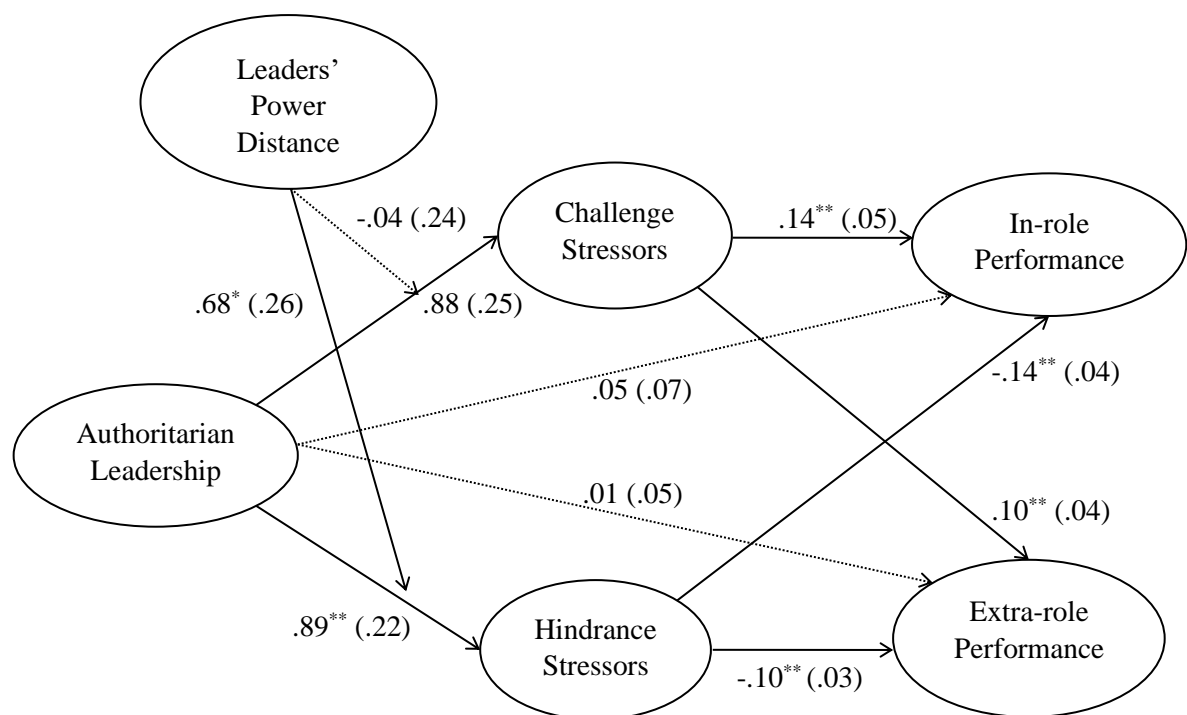 Leaders’
Power
Distance
-.04 (.24)
Challenge
Stressors
.14** (.05)
In-role
Performance
.68* (.26)
.88 (.25)
-.14** (.04)
.05 (.07)
Authoritarian
Leadership
.01 (.05)
.10** (.04)
.89** (.22)
Hindrance
Stressors
-.10** (.03)
Extra-role
Performance